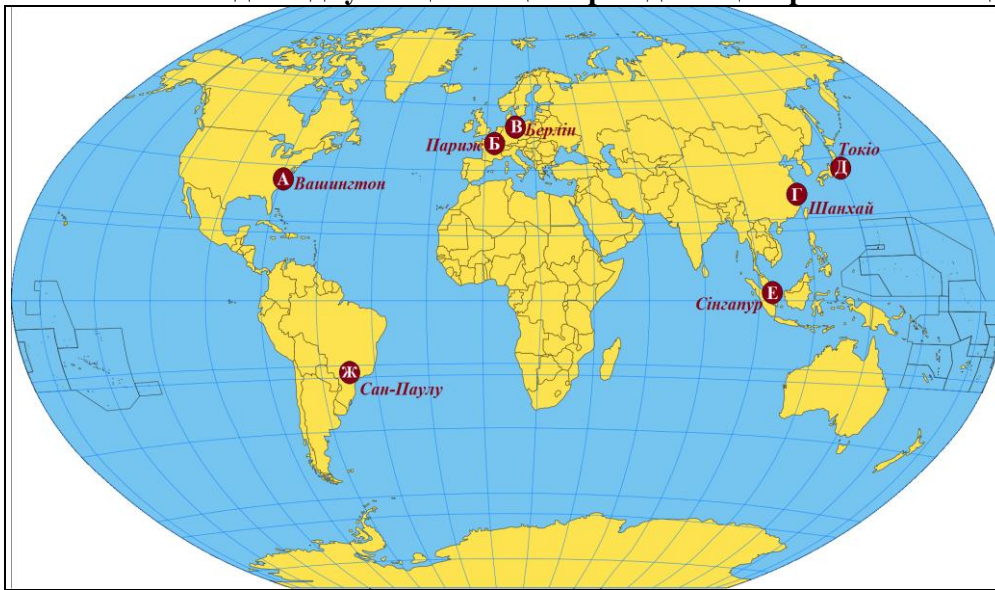 В
Берлін
Париж
Б
Токіо
Д
А
Вашингтон
Г
Шанхай
Е
Сінгапур
Ж
Сан-Паулу